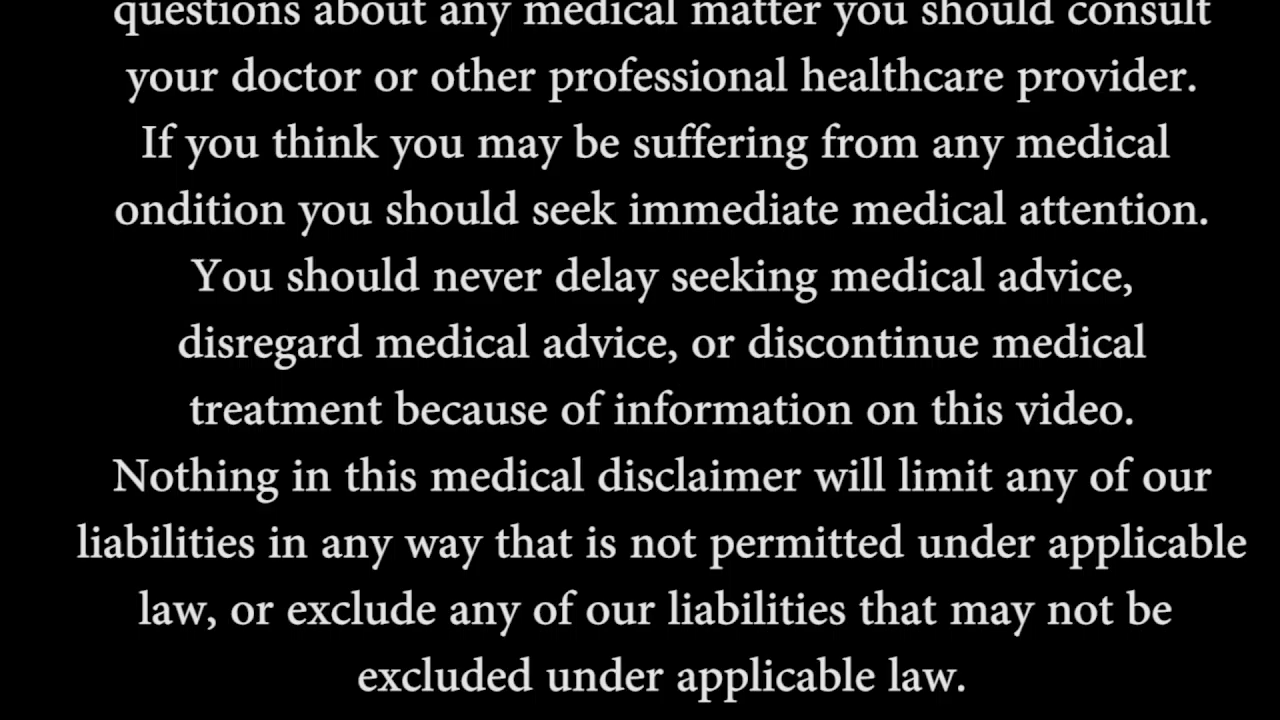 questions about any medical matter you should consult
your doctor or other professional healthcare provider.
If you think you may be suffering from any medical
ondition you should seek immediate medical attention.
You should never delay seeking medical advice,
disregard medical advice, or discontinue medical
treatment because of information on this video.
Nothing in this medical disclaimer will limit any of our
liabilities in any way that is not permitted under applicable
law, or exclude any of our liabilities that may not be
excluded under applicable law.